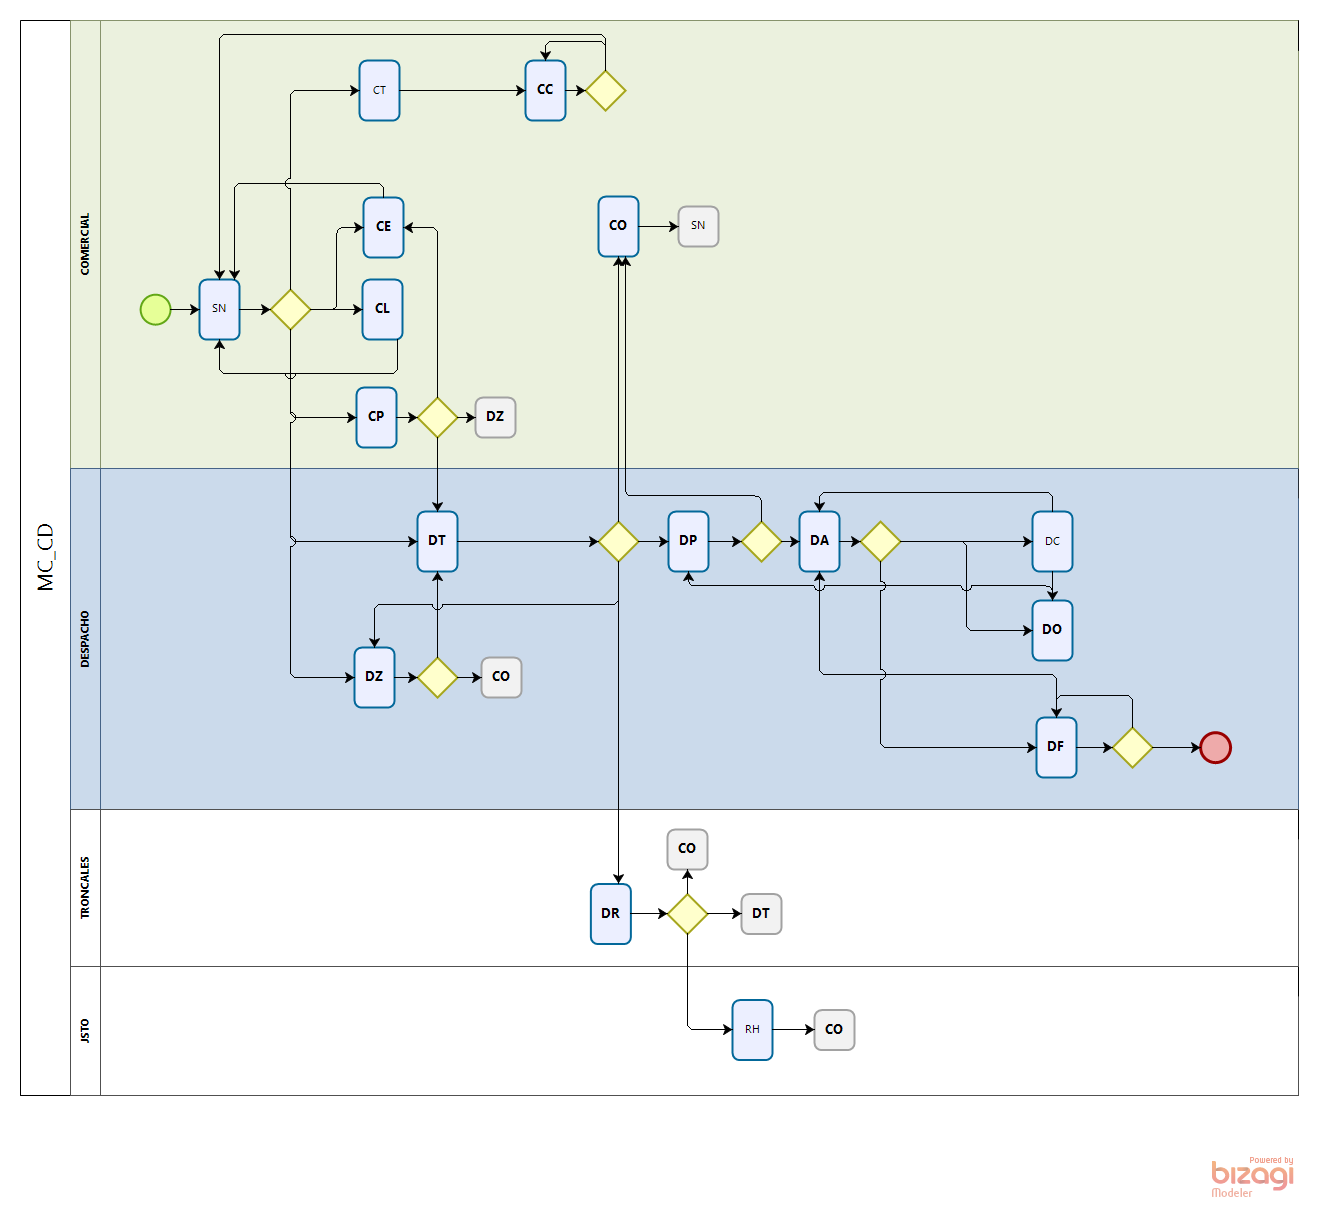 MC_CD
COMERCIAL
CT
CC
CE
CO
SN
SN
CL
CP
DZ
DESPACHO
DT
DP
DA
DC
DO
DZ
CO
DF
TRONCALES
CO
DR
DT
JSTO
RH
CO
Powered by
bizagi
Modeler